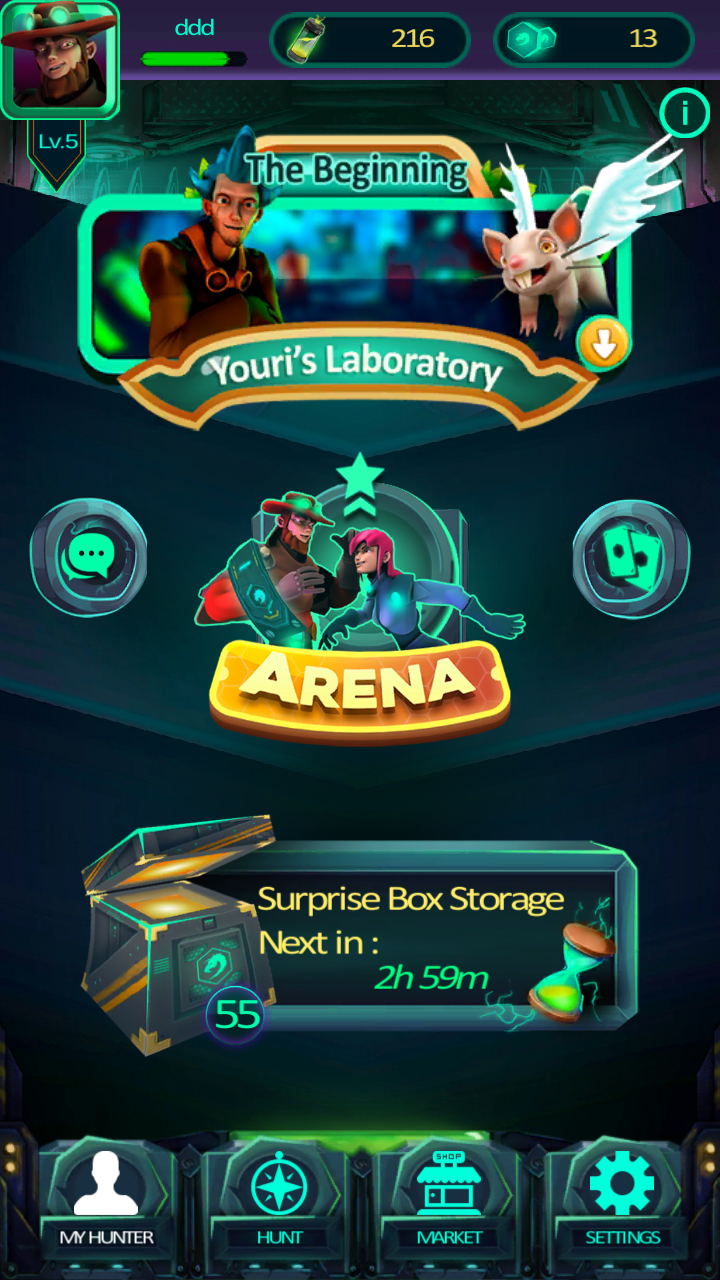 ddd
216
13
i
Lv.5
The Beginning
Youri's Laboratory
ARENA
Surprise Box Storage
Next in :
2h 59m
55
SHOP
MY HUNTER
HUNT
MARKET
SETTINGS